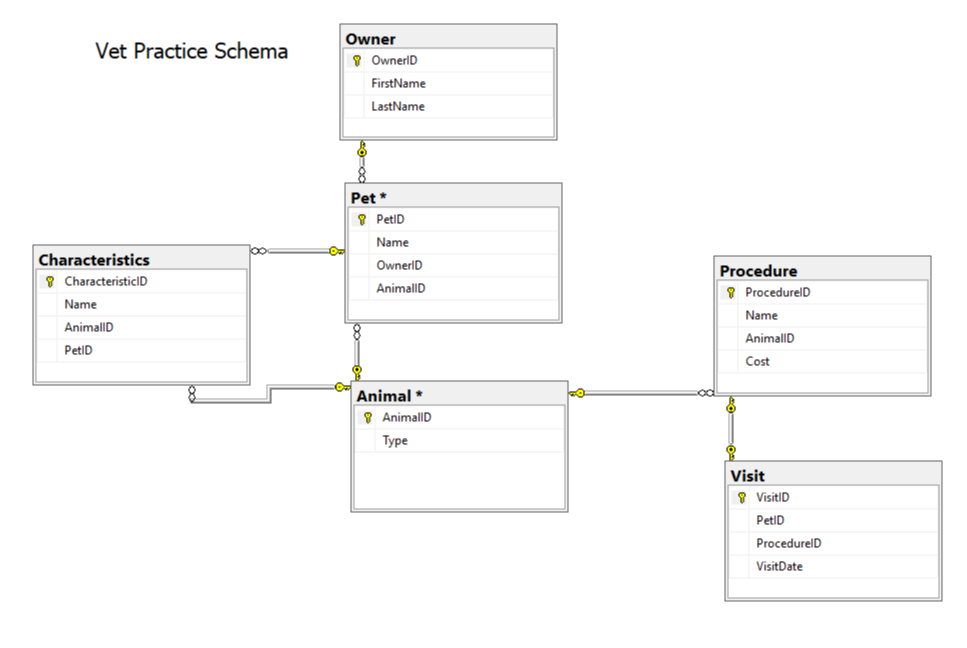 Vet Practice Schema
Owner
OwnerID
FirstName
LastName
Pet *
PetID
Name
OwnerID
AnimalID
Characteristics
CharacteristicID
Name
AnimalID
PetID
Animal *
AnimalID
Type
Procedure
ProcedureID
Name
AnimalID
Cost
Visit
VisitID
PetID
ProcedureID
VisitDate